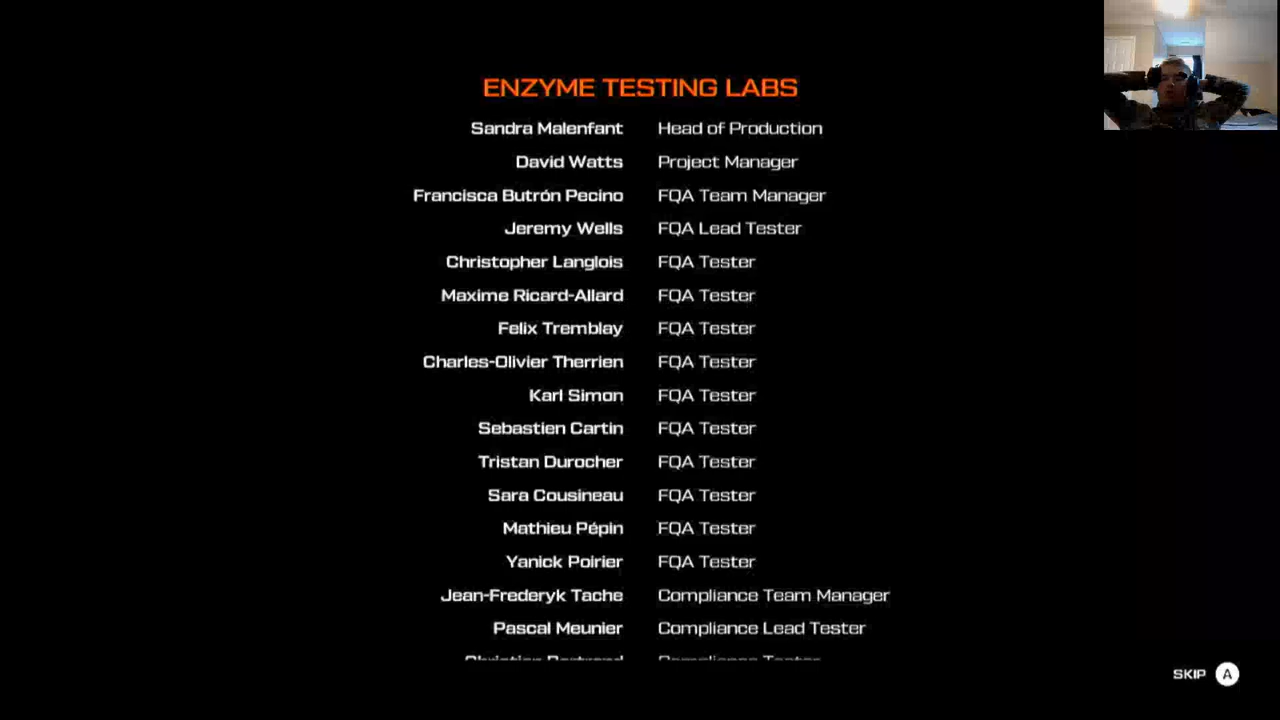 ENZYME TESTING LABS
Sandra Malenfant Head of Production
David Watts Project Manager
Francisca Butrón Pecino FQA Team Manager
Jeremy Wells FQA Lead Tester
Christopher Langlois FQA Tester
Maxime Ricard-Allard FQA Tester
Felix Tremblay FQA Tester
Charles-Olivier Therrien FQA Tester
Karl Simon FQA Tester
Sebastien Cartin FQA Tester
Tristan Durocher FQA Tester
Sara Cousineau FQA Tester
Mathieu Pépin FQA Tester
Yanick Poirier FQA Tester
Jean-Frederyk Tache Compliance Team Manager
Pascal Meunier Compliance Lead Tester
Christian Bertrand Compliance Tester
SKIP A